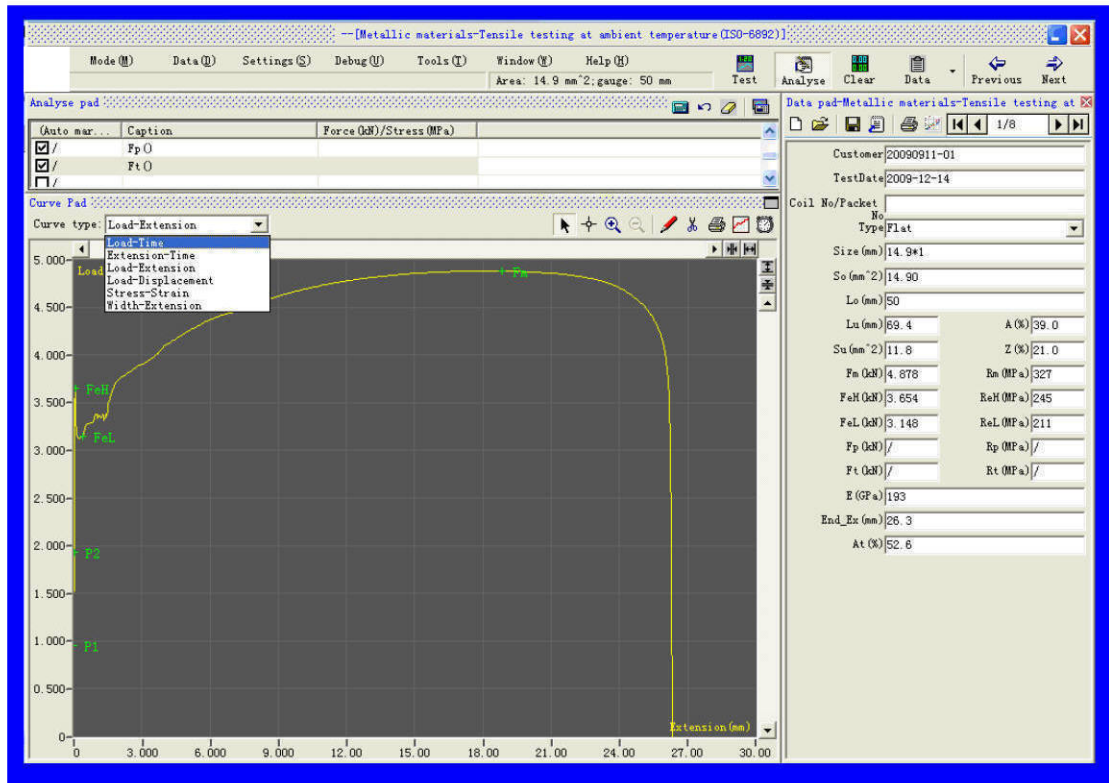 --[Metallic materials-Tensile testing at ambient temperature(ISO-6892)]
Mode(M) Data(D) Settings(S) Debug(U) Tools(T) Window(W) Help(H)
Area: 14.9 mm^2;gauge: 50 mm
Test Analyse Clear Data Previous Next
Analyse pad
(Auto mar... Caption Force(kN)/Stress(MPa)
/ Fp()
/ Ft()
/
Curve Pad
Curve type: Load-Extension
Load-Time
Extension-Time
Load-Extension
Load-Displacement
Stress-Strain
Width-Extension
5.000
Load
Fm
4.500
4.000
FeH
3.500
FeL
3.000
2.500
2.000
P2
1.500
1.000
P1
0.500
Extension(mm)
0
0 3.000 6.000 9.000 12.00 15.00 18.00 21.00 24.00 27.00 30.00
Data pad-Metallic materials-Tensile testing at
1/8
Customer 20090911-01
TestDate 2009-12-14
Coil No/Packet
No
Type Flat
Size(mm) 14.9*1
So(mm^2) 14.90
Lo(mm) 50
Lu(mm) 69.4 A(%) 39.0
Su(mm^2) 11.8 Z(%) 21.0
Fm(kN) 4.878 Rm(MPa) 327
FeH(kN) 3.654 ReH(MPa) 245
FeL(kN) 3.148 ReL(MPa) 211
Fp(kN) / Rp(MPa) /
Ft(kN) / Rt(MPa) /
E(GPa) 193
End_Ex(mm) 26.3
At(%) 52.6